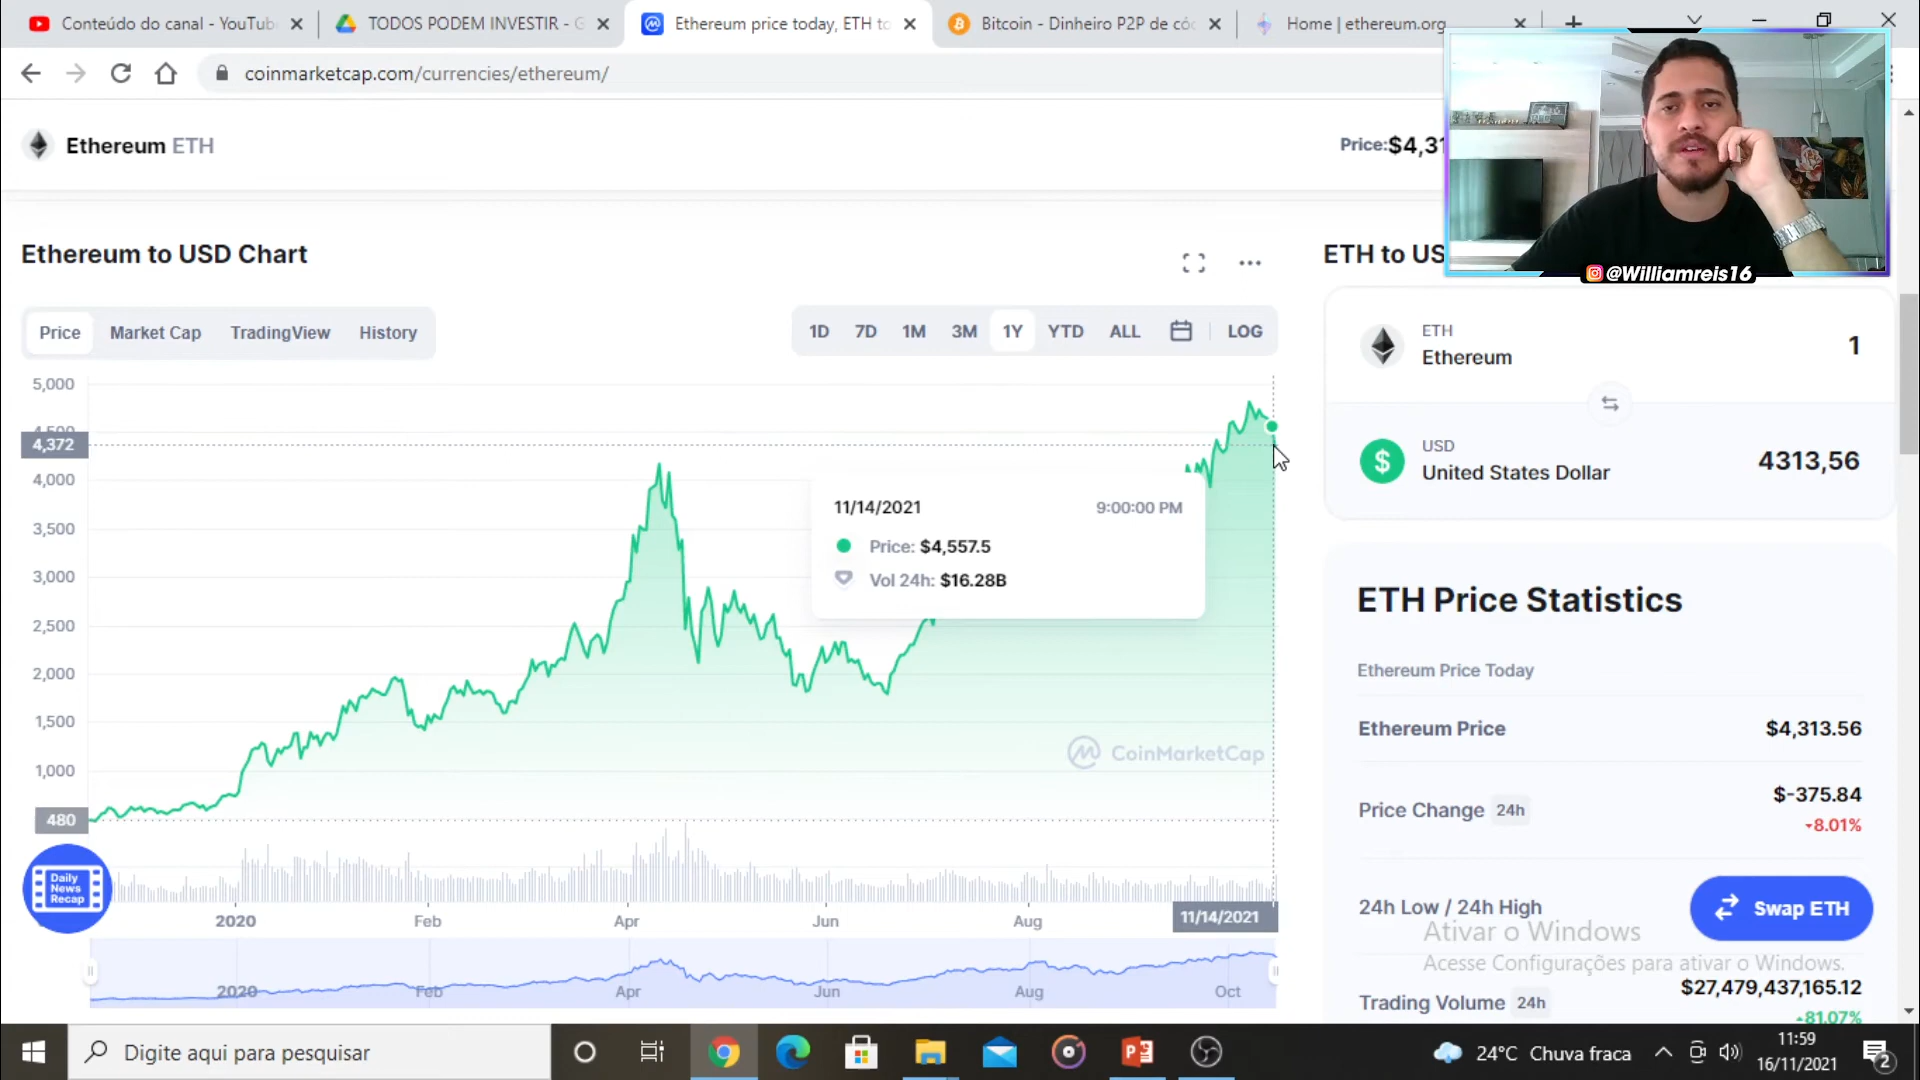 Conteúdo do canal - YouTub
TODOS PODEM INVESTIR - G
Ethereum price today, ETH to
Bitcoin - Dinheiro P2P de có
Home | ethereum.org
coinmarketcap.com/currencies/ethereum/
Ethereum ETH
Price:$4,31
@Williamreis16
Ethereum to USD Chart
ETH to US
Price
Market Cap
TradingView
History
1D
7D
1M
3M
1Y
YTD
ALL
LOG
ETH
Ethereum
1
USD
United States Dollar
4313,56
5,000
4,500
4,372
4,000
3,500
3,000
2,500
2,000
1,500
1,000
480
11/14/2021
9:00:00 PM
Price: $4,557.5
Vol 24h: $16.28B
CoinMarketCap
ETH Price Statistics
Ethereum Price Today
Ethereum Price
$4,313.56
Price Change 24h
$-375.84
8.01%
24h Low / 24h High
Swap ETH
Ativar o Windows
Acesse Configurações para ativar o Windows.
Trading Volume 24h
$27,479,437,165.12
81.07%
Daily
News
Recap
2020
Feb
Apr
Jun
Aug
11/14/2021
2020
Feb
Apr
Jun
Aug
Oct
Digite aqui para pesquisar
24°C Chuva fraca
11:59
16/11/2021
2